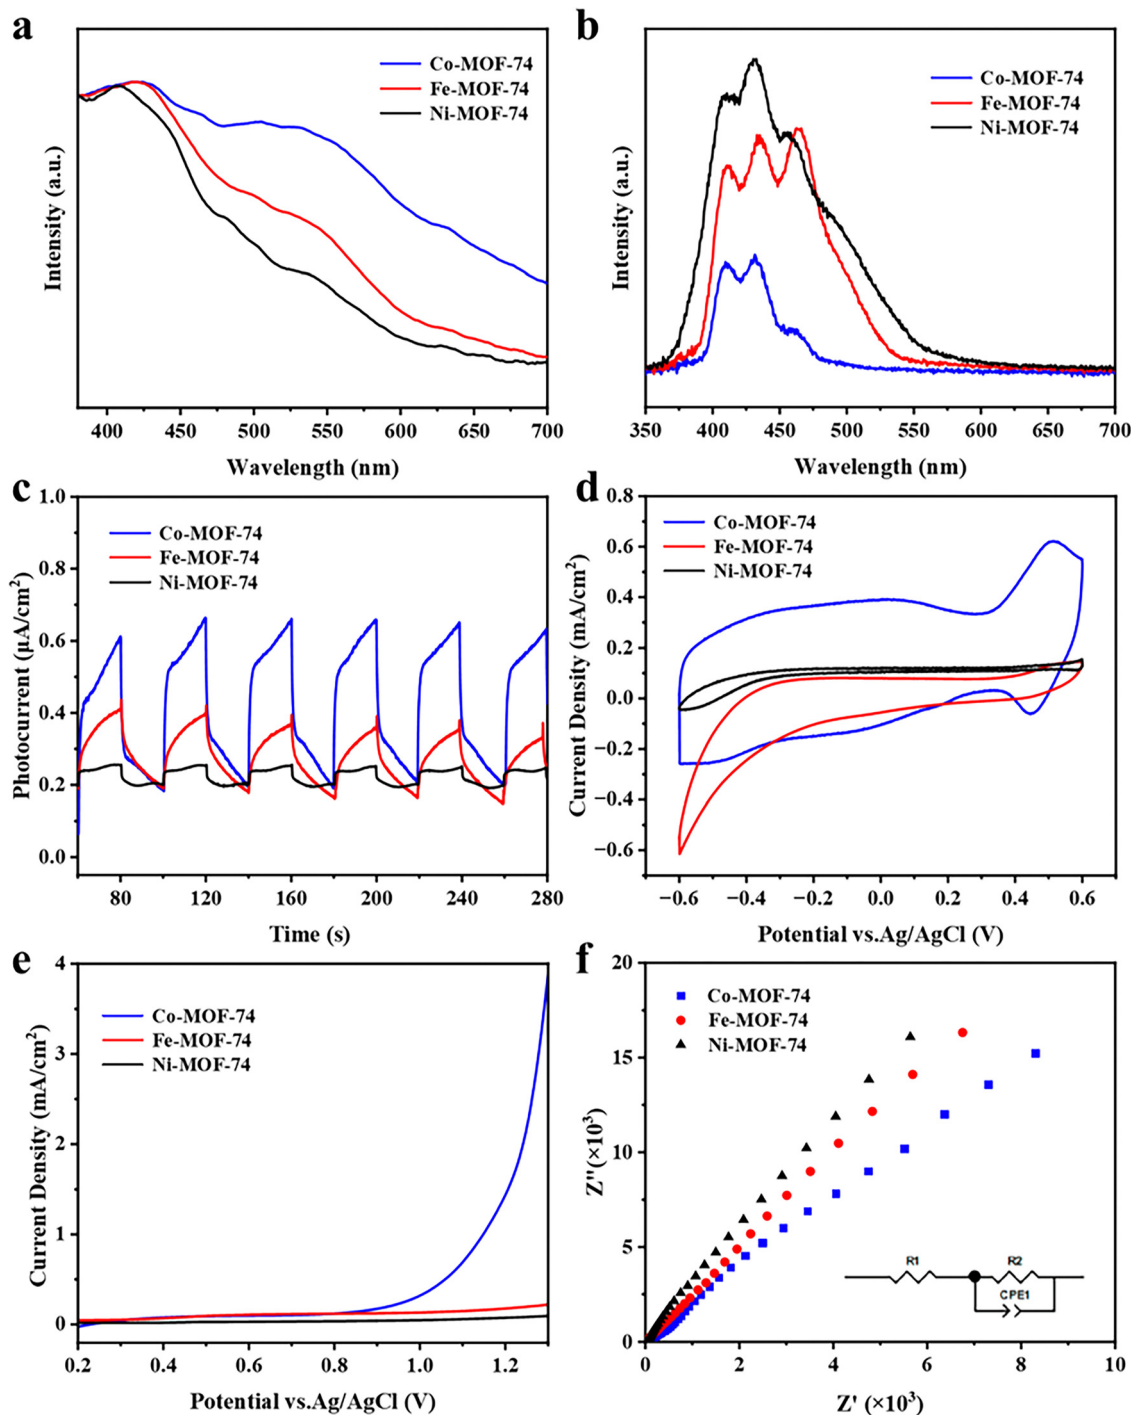 a
Co-MOF-74
Fe-MOF-74
Ni-MOF-74
Intensity (a.u.)
400 450 500 550 600 650 700
Wavelength (nm)
b
Co-MOF-74
Fe-MOF-74
Ni-MOF-74
Intensity (a.u.)
350 400 450 500 550 600 650 700
Wavelength (nm)
c
Co-MOF-74
Fe-MOF-74
Ni-MOF-74
Photocurrent (μA/cm²)
1.0
0.8
0.6
0.4
0.2
0.0
80 120 160 200 240 280
Time (s)
d
Co-MOF-74
Fe-MOF-74
Ni-MOF-74
Current Density (mA/cm²)
0.8
0.6
0.4
0.2
0.0
−0.2
−0.4
−0.6
−0.6 −0.4 −0.2 0.0 0.2 0.4 0.6
Potential vs.Ag/AgCl (V)
e
Co-MOF-74
Fe-MOF-74
Ni-MOF-74
Current Density (mA/cm²)
4
3
2
1
0
0.2 0.4 0.6 0.8 1.0 1.2
Potential vs.Ag/AgCl (V)
f
Co-MOF-74
Fe-MOF-74
Ni-MOF-74
Z''(×10³)
20
15
10
5
0
R1 R2
CPE1
0 2 4 6 8 10
Z' (×10³)